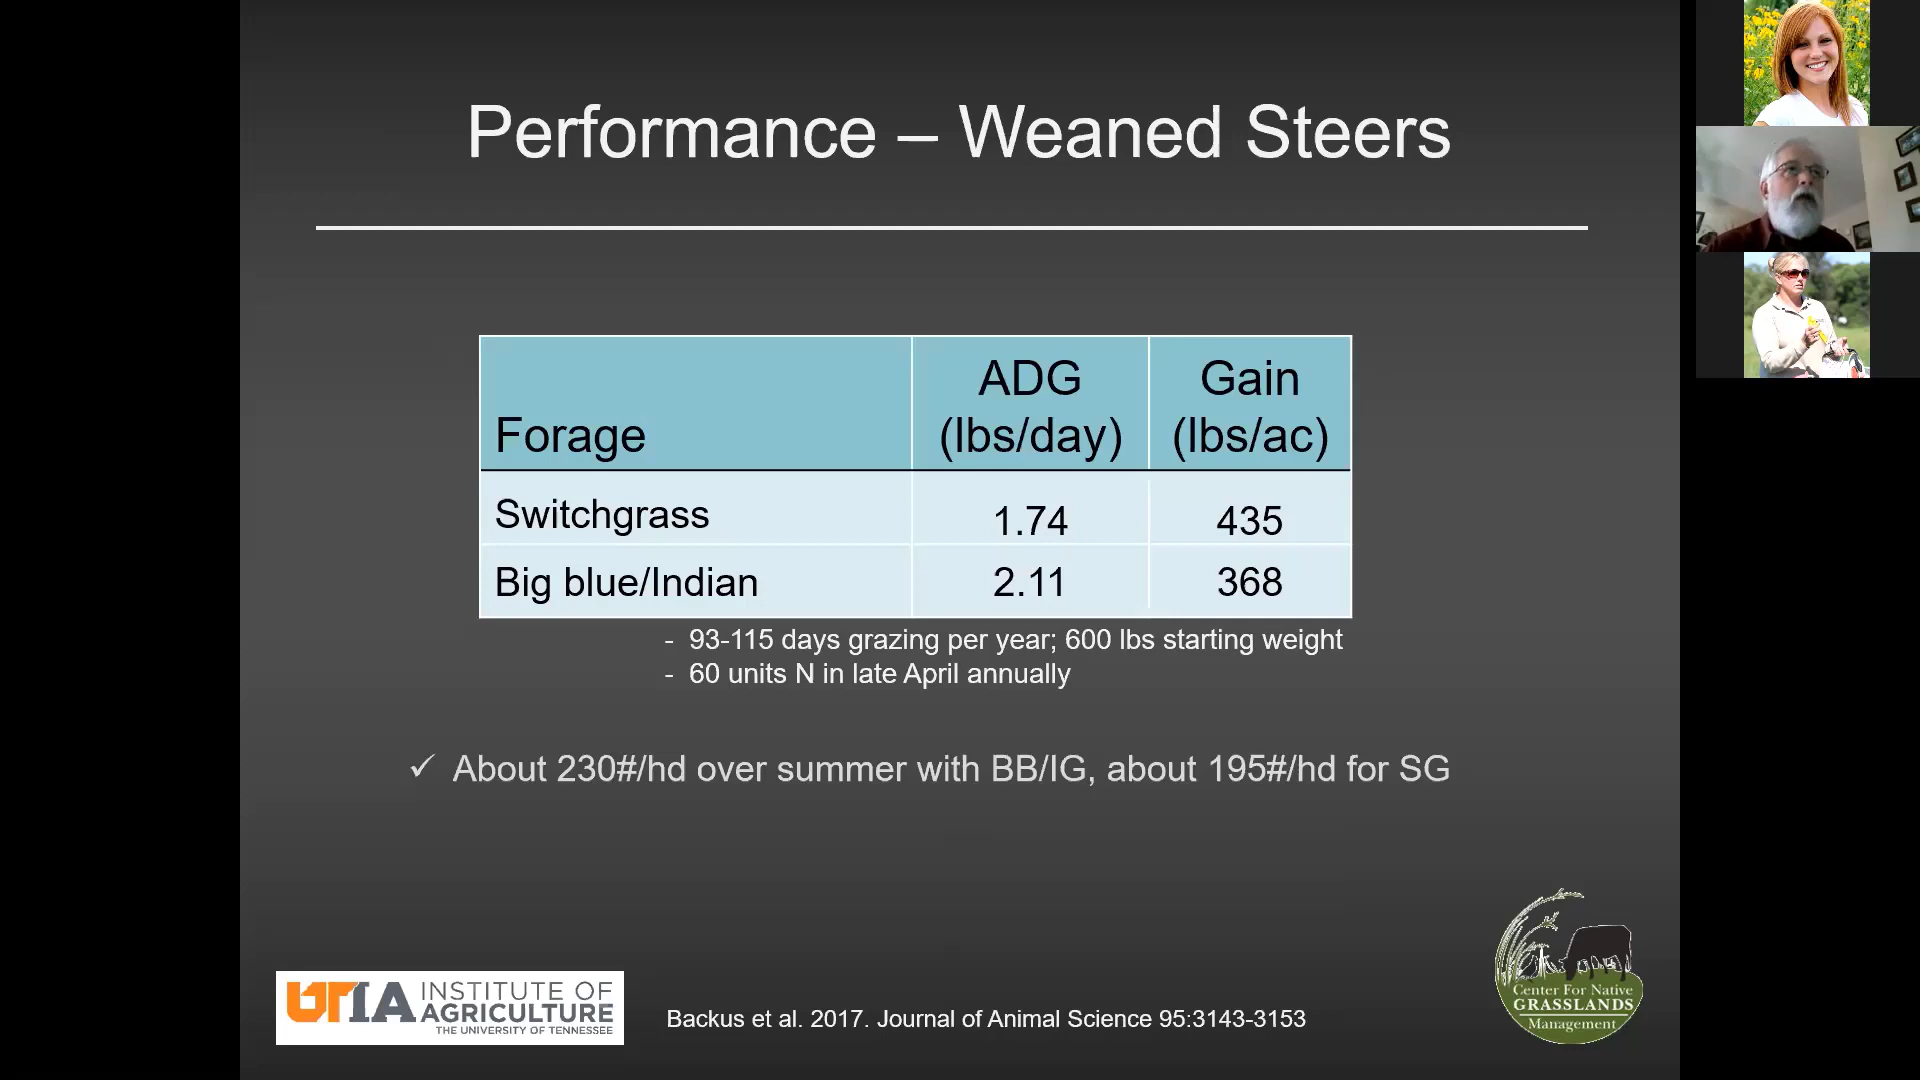 Performance – Weaned Steers
Forage
ADG
(lbs/day)
Gain
(lbs/ac)
Switchgrass 1.74 435
Big blue/Indian 2.11 368
- 93-115 days grazing per year; 600 lbs starting weight
- 60 units N in late April annually
✓ About 230#/hd over summer with BB/IG, about 195#/hd for SG
UTIA INSTITUTE OF
AGRICULTURE
THE UNIVERSITY OF TENNESSEE
Backus et al. 2017. Journal of Animal Science 95:3143-3153
Center For Native
GRASSLANDS
Management